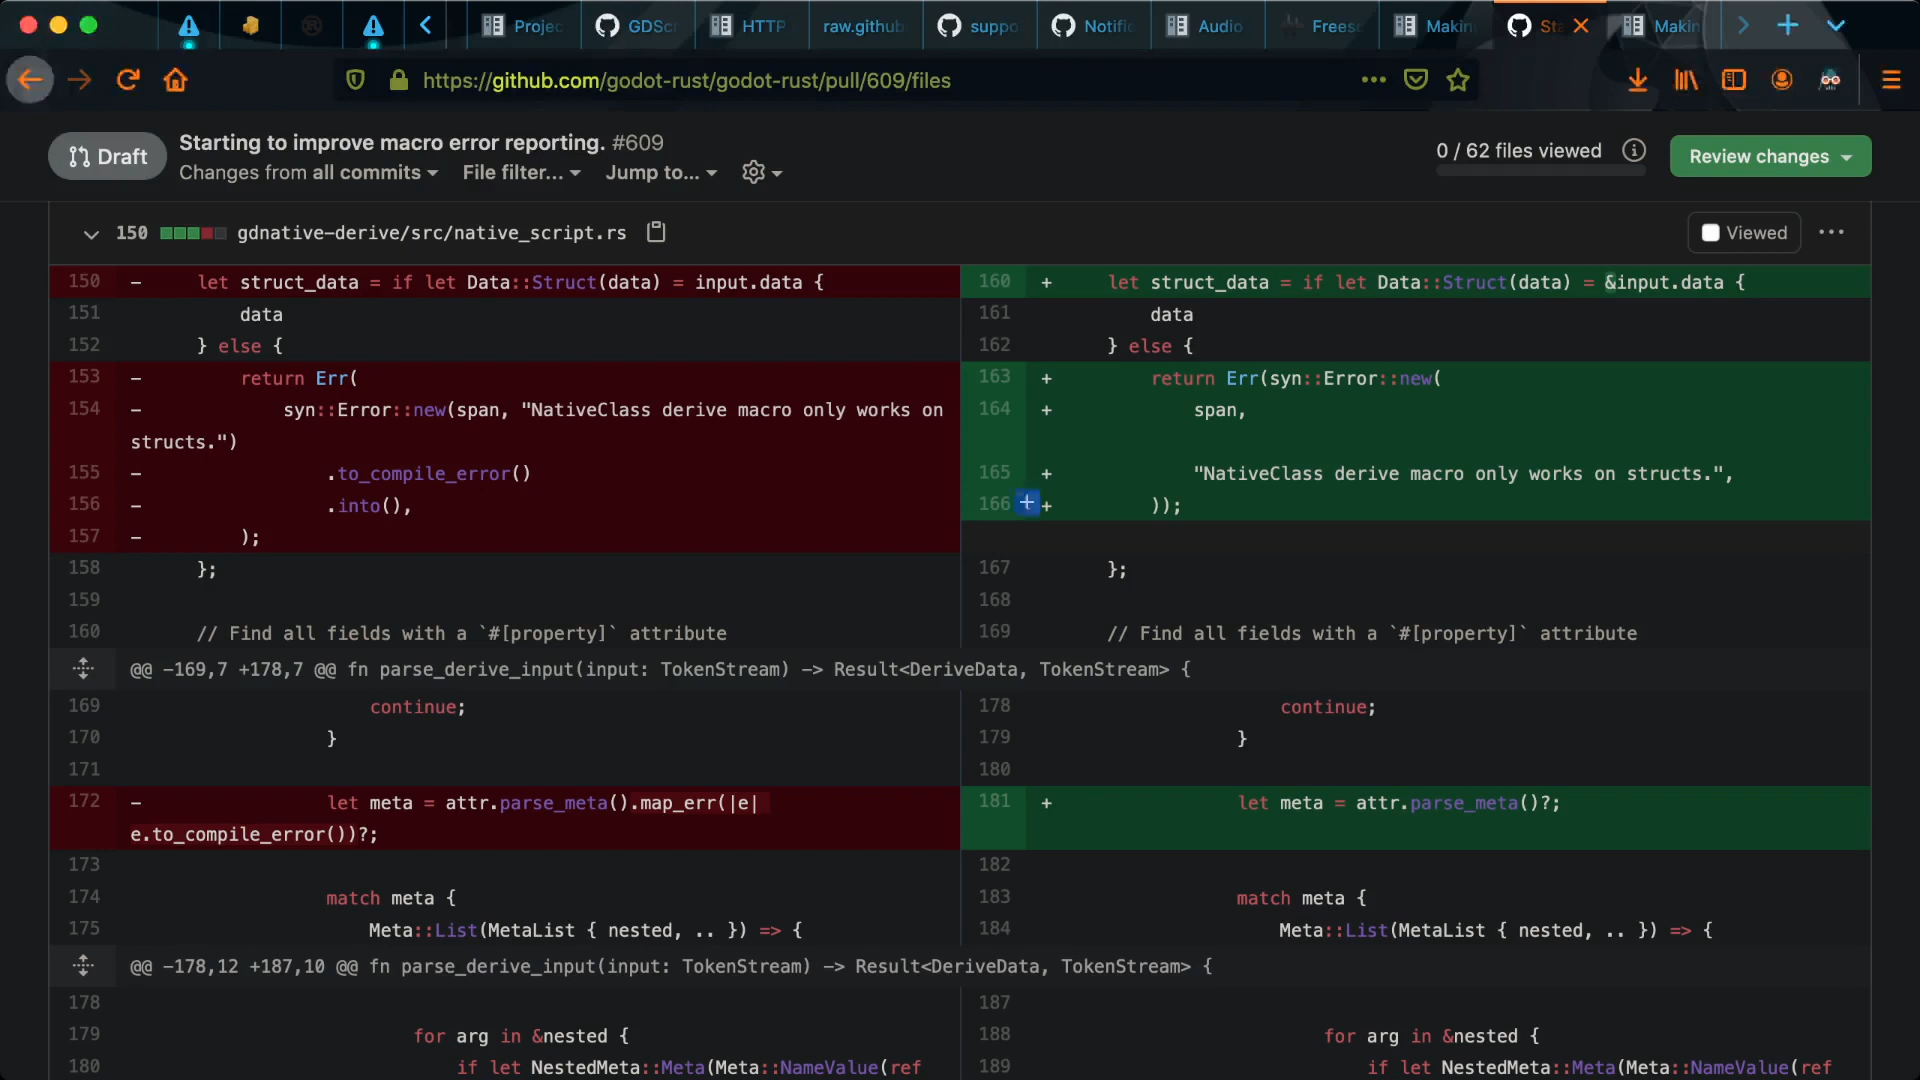 Projec
GDScr
HTTP
raw.github
suppo
Notific
Audio
Freeso
Making
Sta
Makin
https://github.com/godot-rust/godot-rust/pull/609/files
Draft
Starting to improve macro error reporting. #609
Changes from all commits
File filter...
Jump to...
0 / 62 files viewed
Review changes
150 gdnative-derive/src/native_script.rs
Viewed
150 - let struct_data = if let Data::Struct(data) = input.data {
151 data
152 } else {
153 - return Err(
154 - syn::Error::new(span, "NativeClass derive macro only works on
structs.")
155 - .to_compile_error()
156 - .into(),
157 - );
158 };
159
160 // Find all fields with a `#[property]` attribute
160 + let struct_data = if let Data::Struct(data) = &input.data {
161 data
162 } else {
163 + return Err(syn::Error::new(
164 + span,
165 + "NativeClass derive macro only works on structs.",
166 + ));
167 };
168
169 // Find all fields with a `#[property]` attribute
@@ -169,7 +178,7 @@ fn parse_derive_input(input: TokenStream) -> Result<DeriveData, TokenStream> {
169 continue;
170 }
171
172 - let meta = attr.parse_meta().map_err(|e|
e.to_compile_error())?;
173
174 match meta {
175 Meta::List(MetaList { nested, .. }) => {
178 continue;
179 }
180
181 + let meta = attr.parse_meta()?;
182
183 match meta {
184 Meta::List(MetaList { nested, .. }) => {
@@ -178,12 +187,10 @@ fn parse_derive_input(input: TokenStream) -> Result<DeriveData, TokenStream> {
178
179 for arg in &nested {
180 if let NestedMeta::Meta(Meta::NameValue(ref
187
188 for arg in &nested {
189 if let NestedMeta::Meta(Meta::NameValue(ref